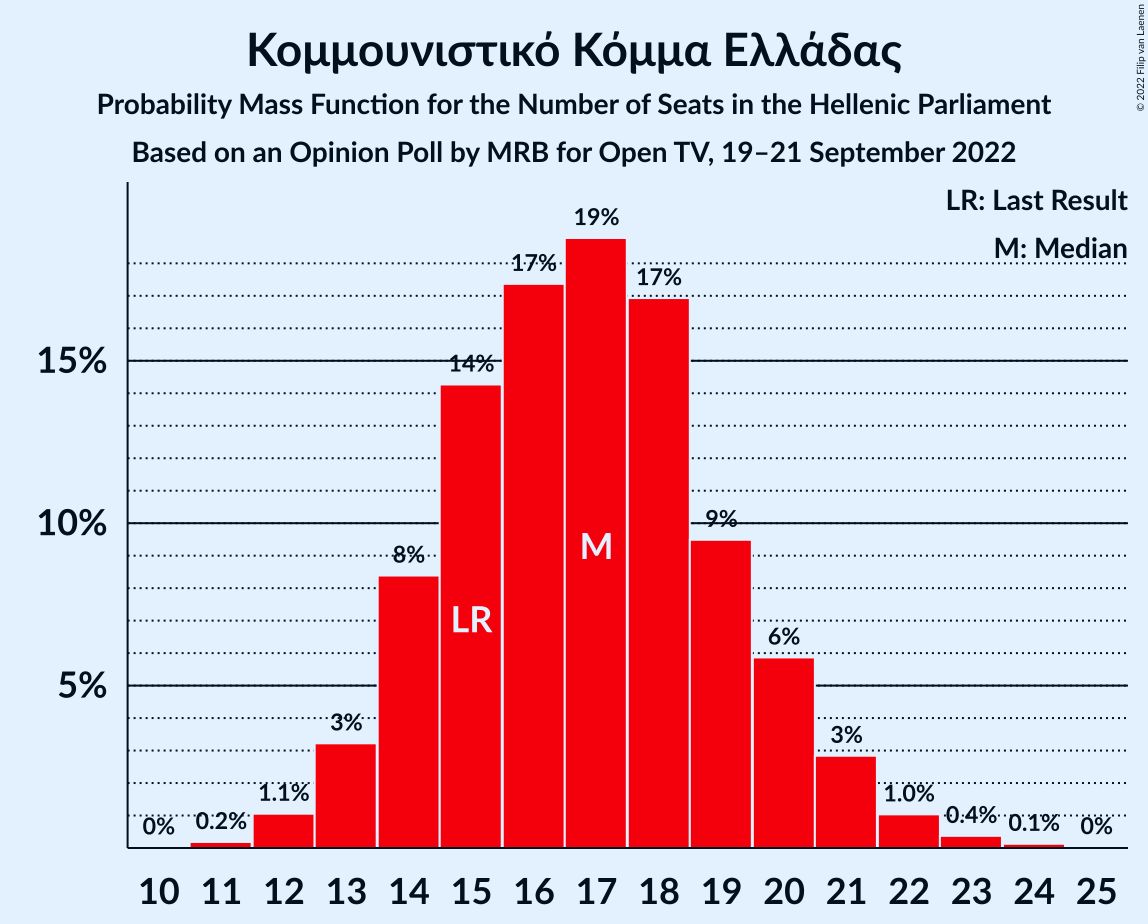 Κομμουνιστικό Κόμμα Ελλάδας
Probability Mass Function for the Number of Seats in the Hellenic Parliament
Based on an Opinion Poll by MRB for Open TV, 19–21 September 2022
© 2022 Filip van Laenen
LR: Last Result
M: Median
19%
17%
17%
15%
14%
10%
9%
8%
M
LR
6%
5%
3%
3%
1.1%
1.0%
0%
0.2%
0.4%
0.1%
0%
10 11 12 13 14 15 16 17 18 19 20 21 22 23 24 25